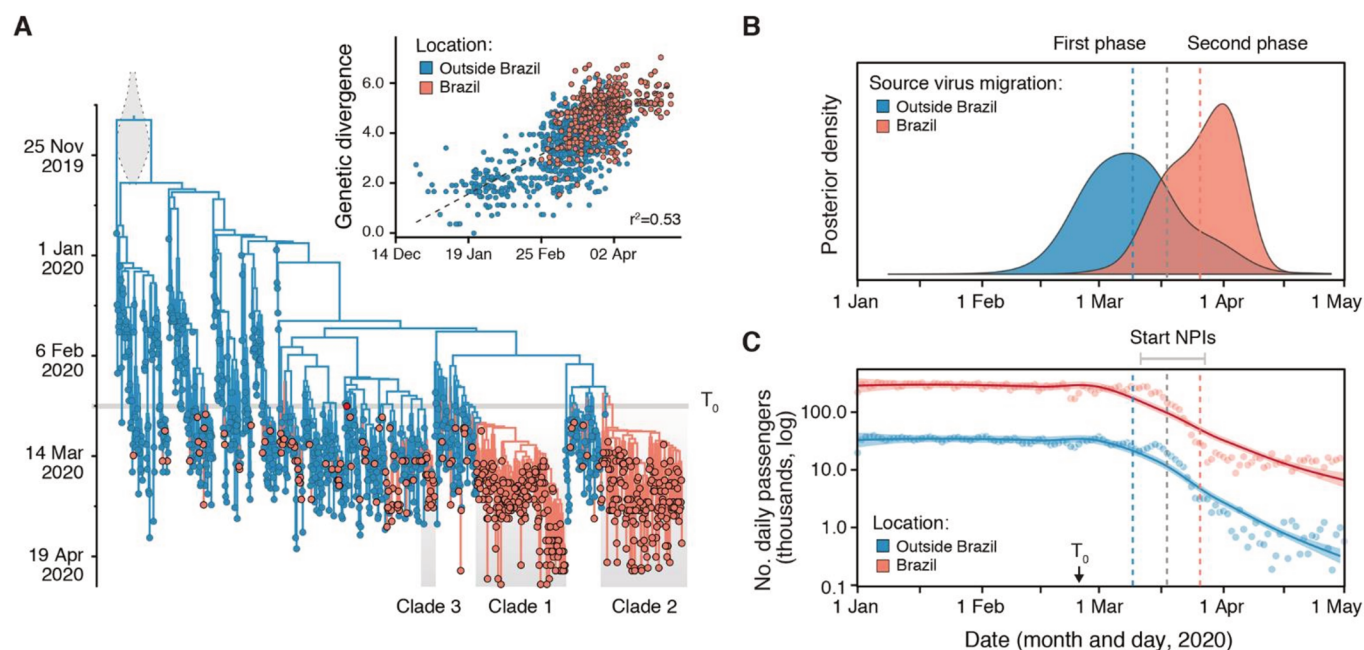 A
Location:
Outside Brazil
Brazil
Genetic divergence
6.0
4.0
2.0
0.0
r²=0.53
14 Dec
19 Jan
25 Feb
02 Apr
25 Nov
2019
1 Jan
2020
6 Feb
2020
14 Mar
2020
19 Apr
2020
T₀
Clade 3
Clade 1
Clade 2
B
First phase
Second phase
Source virus migration:
Outside Brazil
Brazil
Posterior density
1 Jan
1 Feb
1 Mar
1 Apr
1 May
C
Start NPIs
No. daily passengers
(thousands, log)
100.0
10.0
1.0
0.1
Location:
Outside Brazil
Brazil
T₀
1 Jan
1 Feb
1 Mar
1 Apr
1 May
Date (month and day, 2020)